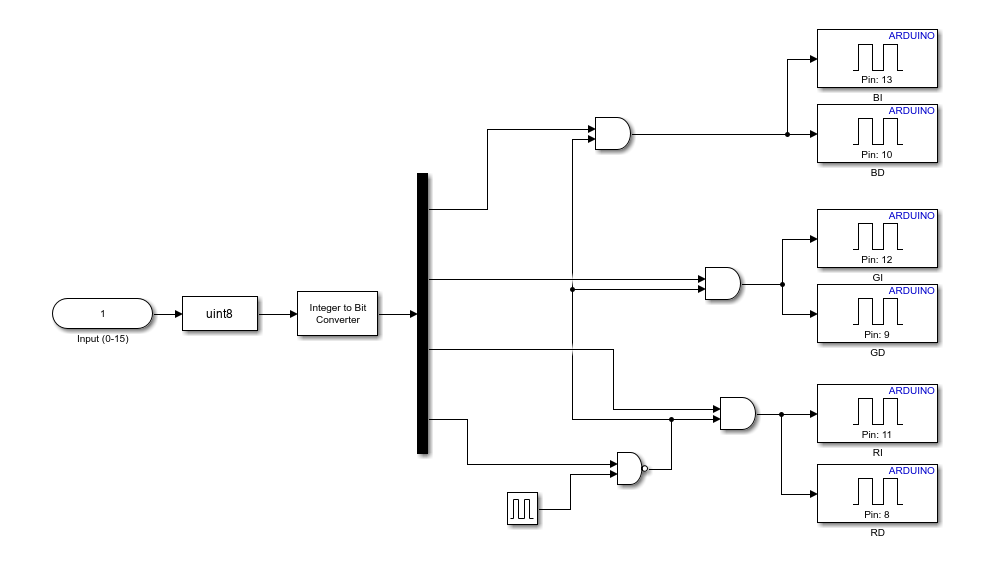 ARDUINO
Pin: 13
BI
ARDUINO
Pin: 10
BD
ARDUINO
Pin: 12
GI
1
Input (0-15)
uint8
Integer to Bit
Converter
ARDUINO
Pin: 9
GD
ARDUINO
Pin: 11
RI
ARDUINO
Pin: 8
RD